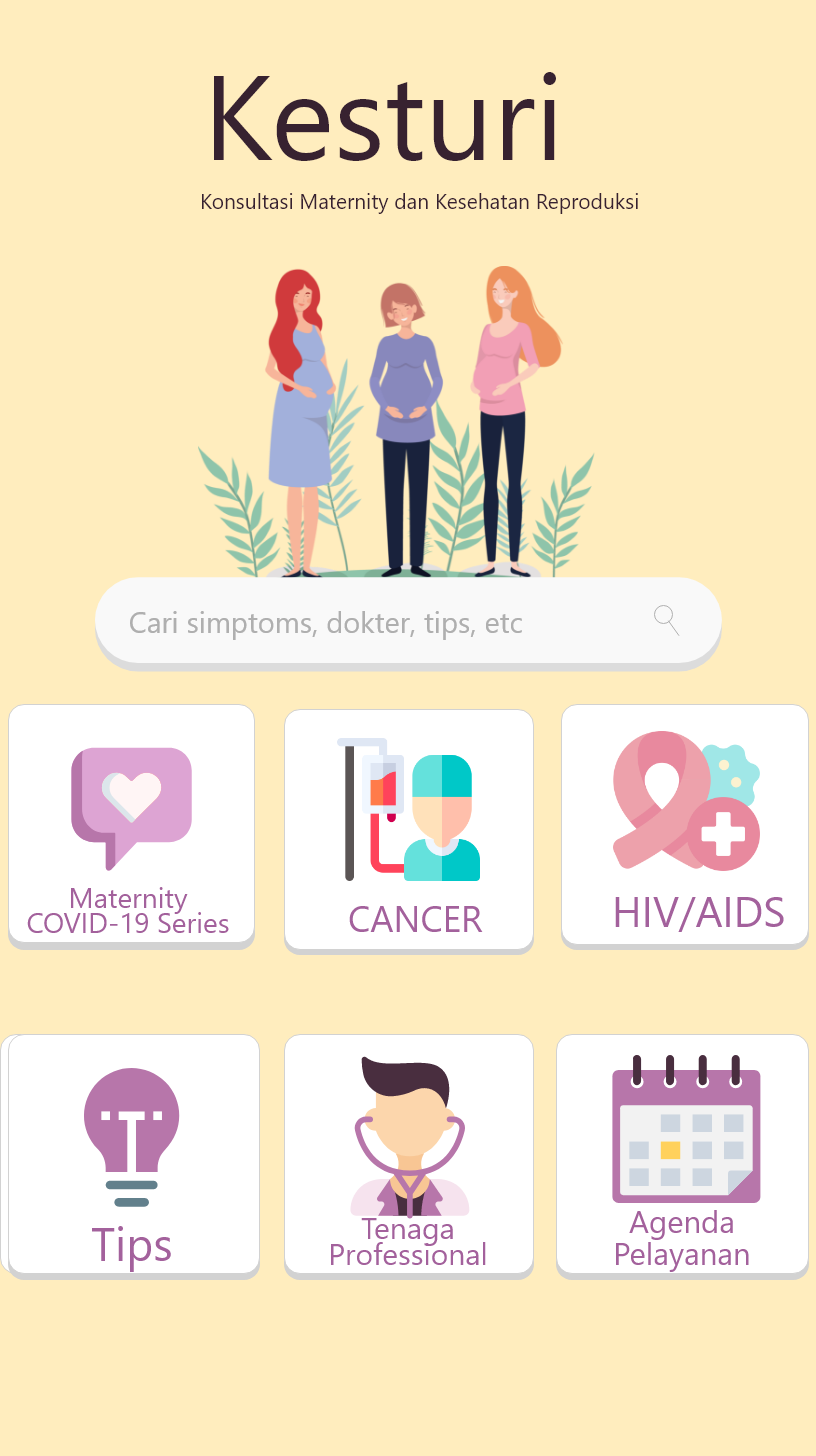 Kesturi
Konsultasi Maternity dan Kesehatan Reproduksi
Cari simptoms, dokter, tips, etc
Maternity
COVID-19 Series
CANCER
HIV/AIDS
Tips
Tenaga
Professional
Agenda
Pelayanan